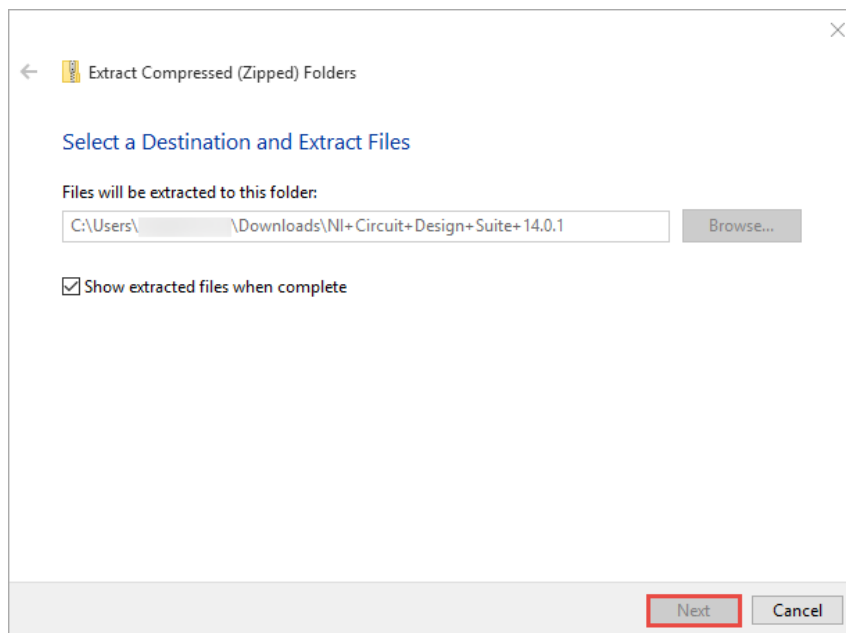 Extract Compressed (Zipped) Folders
Select a Destination and Extract Files
Files will be extracted to this folder:
C:\Users\ \Downloads\NI+Circuit+Design+Suite+14.0.1
Browse...
Show extracted files when complete
Next
Cancel